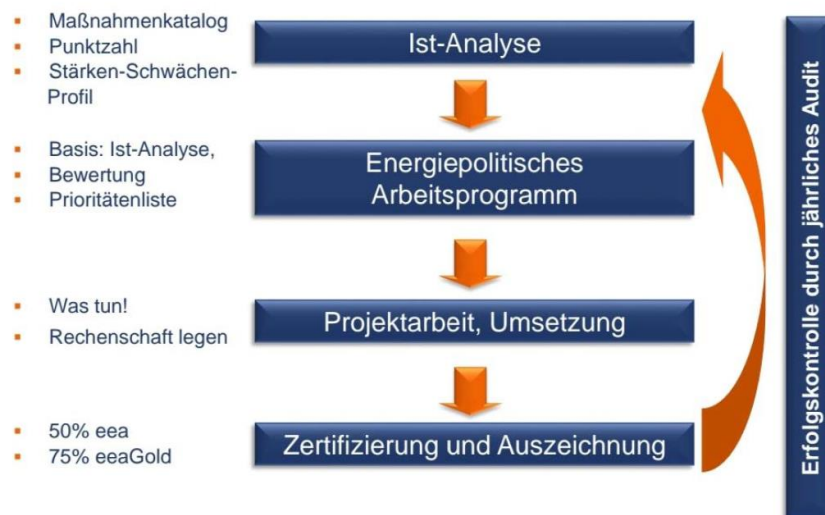 ▪ Maßnahmenkatalog
▪ Punktzahl
▪ Stärken-Schwächen-
Profil
Ist-Analyse
▪ Basis: Ist-Analyse,
▪ Bewertung
▪ Prioritätenliste
Energiepolitisches
Arbeitsprogramm
▪ Was tun!
▪ Rechenschaft legen
Projektarbeit, Umsetzung
▪ 50% eea
▪ 75% eeaGold
Zertifizierung und Auszeichnung
Erfolgskontrolle durch jährliches Audit